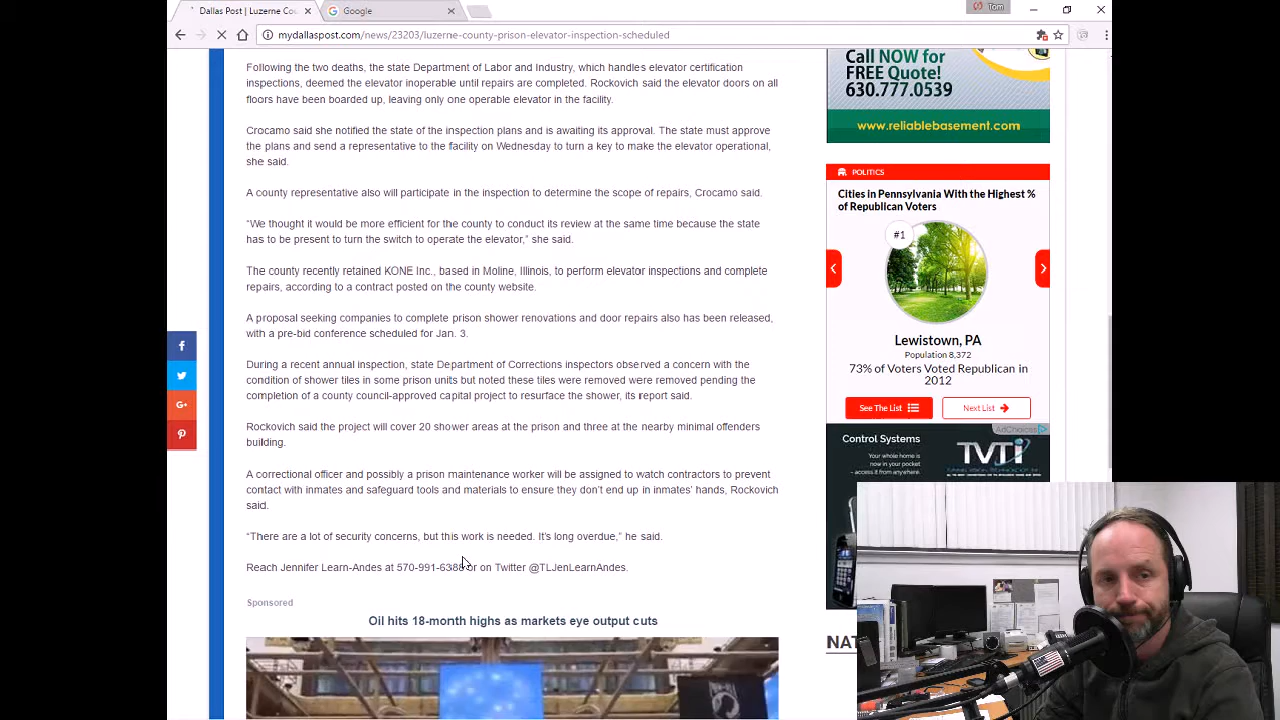 Dallas Post | Luzerne Cou
Google
Tom
mydallaspost.com/news/23203/luzerne-county-prison-elevator-inspection-scheduled
Following the two deaths, the state Department of Labor and Industry, which handles elevator certification
inspections, deemed the elevator inoperable until repairs are completed. Rockovich said the elevator doors on all
floors have been boarded up, leaving only one operable elevator in the facility.
Crocamo said she notified the state of the inspection plans and is awaiting its approval. The state must approve
the plans and send a representative to the facility on Wednesday to turn a key to make the elevator operational,
she said.
A county representative also will participate in the inspection to determine the scope of repairs, Crocamo said.
“We thought it would be more efficient for the county to conduct its review at the same time because the state
has to be present to turn the switch to operate the elevator,” she said.
The county recently retained KONE Inc., based in Moline, Illinois, to perform elevator inspections and complete
repairs, according to a contract posted on the county website.
A proposal seeking companies to complete prison shower renovations and door repairs also has been released,
with a pre-bid conference scheduled for Jan. 3.
During a recent annual inspection, state Department of Corrections inspectors observed a concern with the
condition of shower tiles in some prison units but noted these tiles were removed were removed pending the
completion of a county council-approved capital project to resurface the shower, its report said.
Rockovich said the project will cover 20 shower areas at the prison and three at the nearby minimal offenders
building.
A corrections officer and possibly a prison maintenance worker will be assigned to watch contractors to prevent
contact with inmates and safeguard tools and materials to ensure they don’t end up in inmates’ hands, Rockovich
said.
“There are a lot of security concerns, but this work is needed. It’s long overdue,” he said.
Reach Jennifer Learn-Andes at 570-991-6388 or on Twitter @TLJenLearnAndes.
Sponsored
Oil hits 18-month highs as markets eye output cuts
Call NOW for
FREE Quote!
630.777.0539
www.reliablebasement.com
POLITICS
Cities in Pennsylvania With the Highest %
of Republican Voters
#1
Lewistown, PA
Population 8,372
73% of Voters Voted Republican in
2012
See The List
Next List
AdChoices
Control Systems
Your whole home is
now in your pocket
– access it from anywhere.
TVTI
NAT